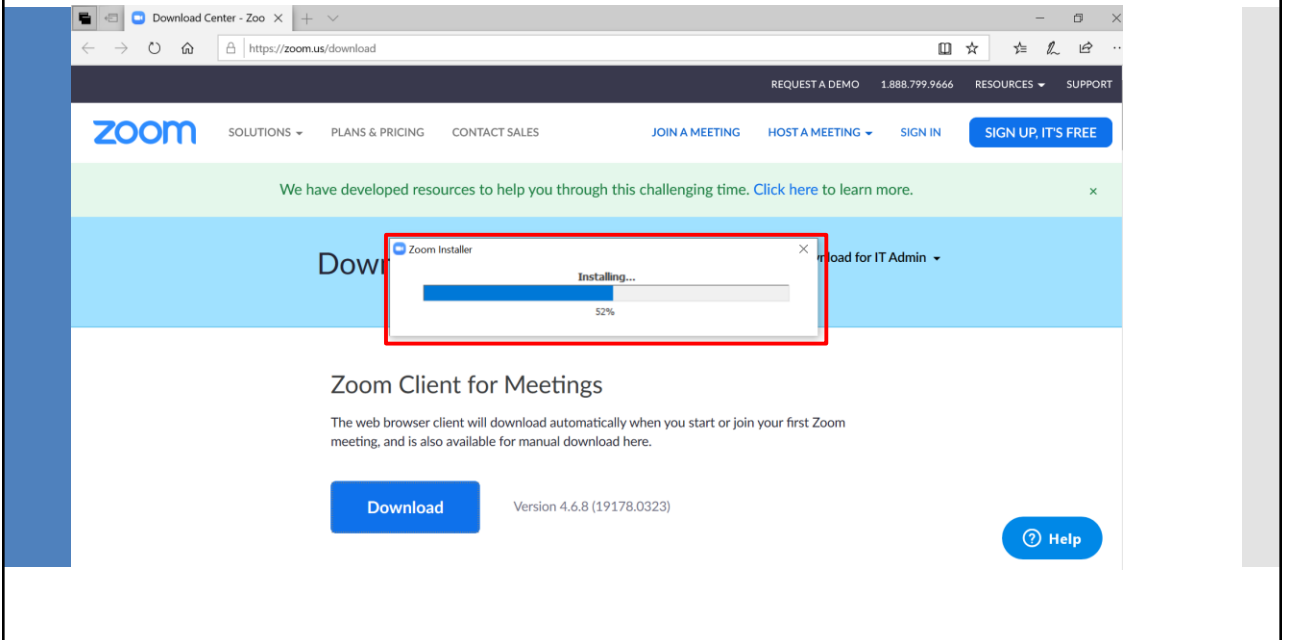 Download Center - Zoo
https://zoom.us/download
REQUEST A DEMO 1.888.799.9666 RESOURCES SUPPORT
zoom SOLUTIONS PLANS & PRICING CONTACT SALES JOIN A MEETING HOST A MEETING SIGN IN SIGN UP, IT'S FREE
We have developed resources to help you through this challenging time. Click here to learn more.
Zoom Installer
Installing...
52%
for IT Admin
Zoom Client for Meetings
The web browser client will download automatically when you start or join your first Zoom
meeting, and is also available for manual download here.
Download Version 4.6.8 (19178.0323)
Help